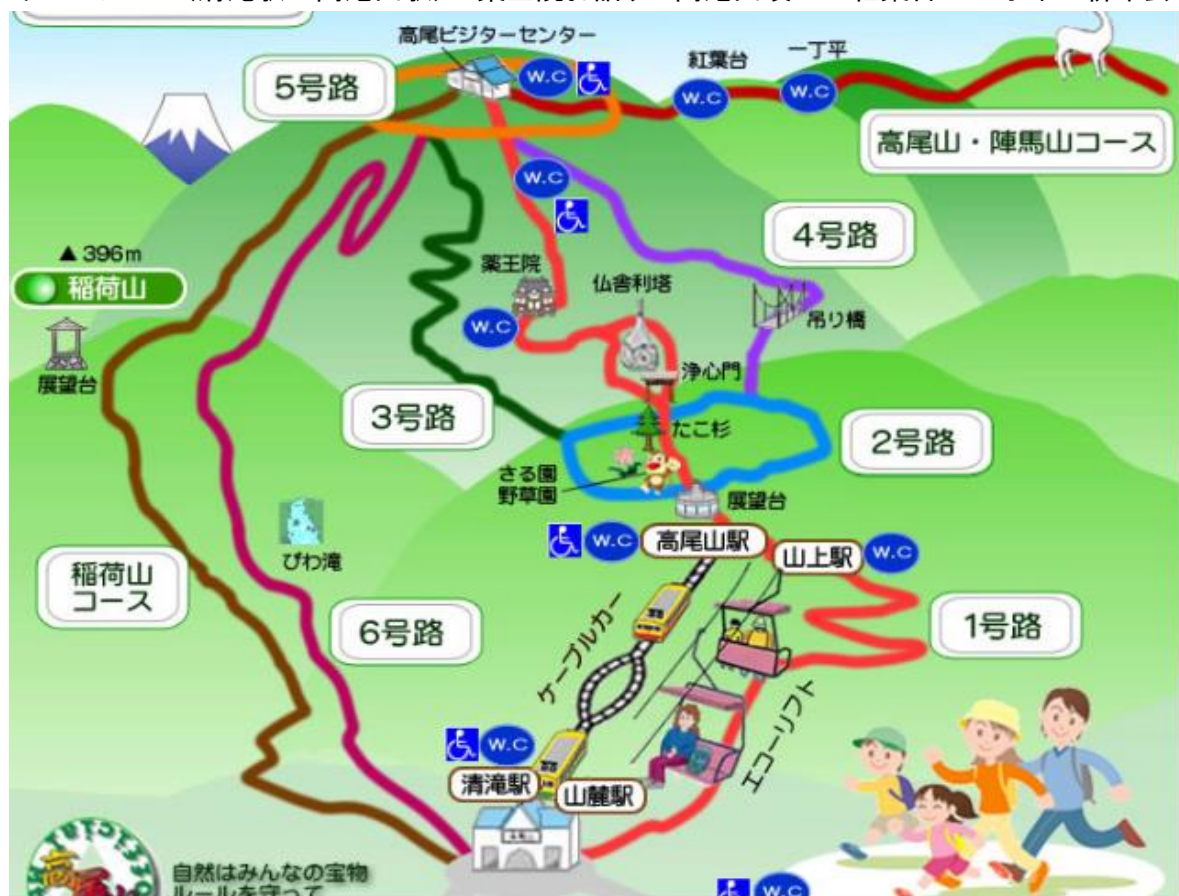 高尾ビジターセンター
W.C
5号路
紅葉台
W.C
一丁平
W.C
高尾山・陣馬山コース
W.C
4号路
▲396m
稲荷山
展望台
薬王院
W.C
仏舎利塔
吊り橋
浄心門
3号路
たこ杉
2号路
さる園
野草園
展望台
W.C
高尾山駅
山上駅
W.C
びわ滝
稲荷山
コース
6号路
ケーブルカー
1号路
エコーリフト
W.C
清滝駅
山麓駅
自然はみんなの宝物
ルールを守って
W.C